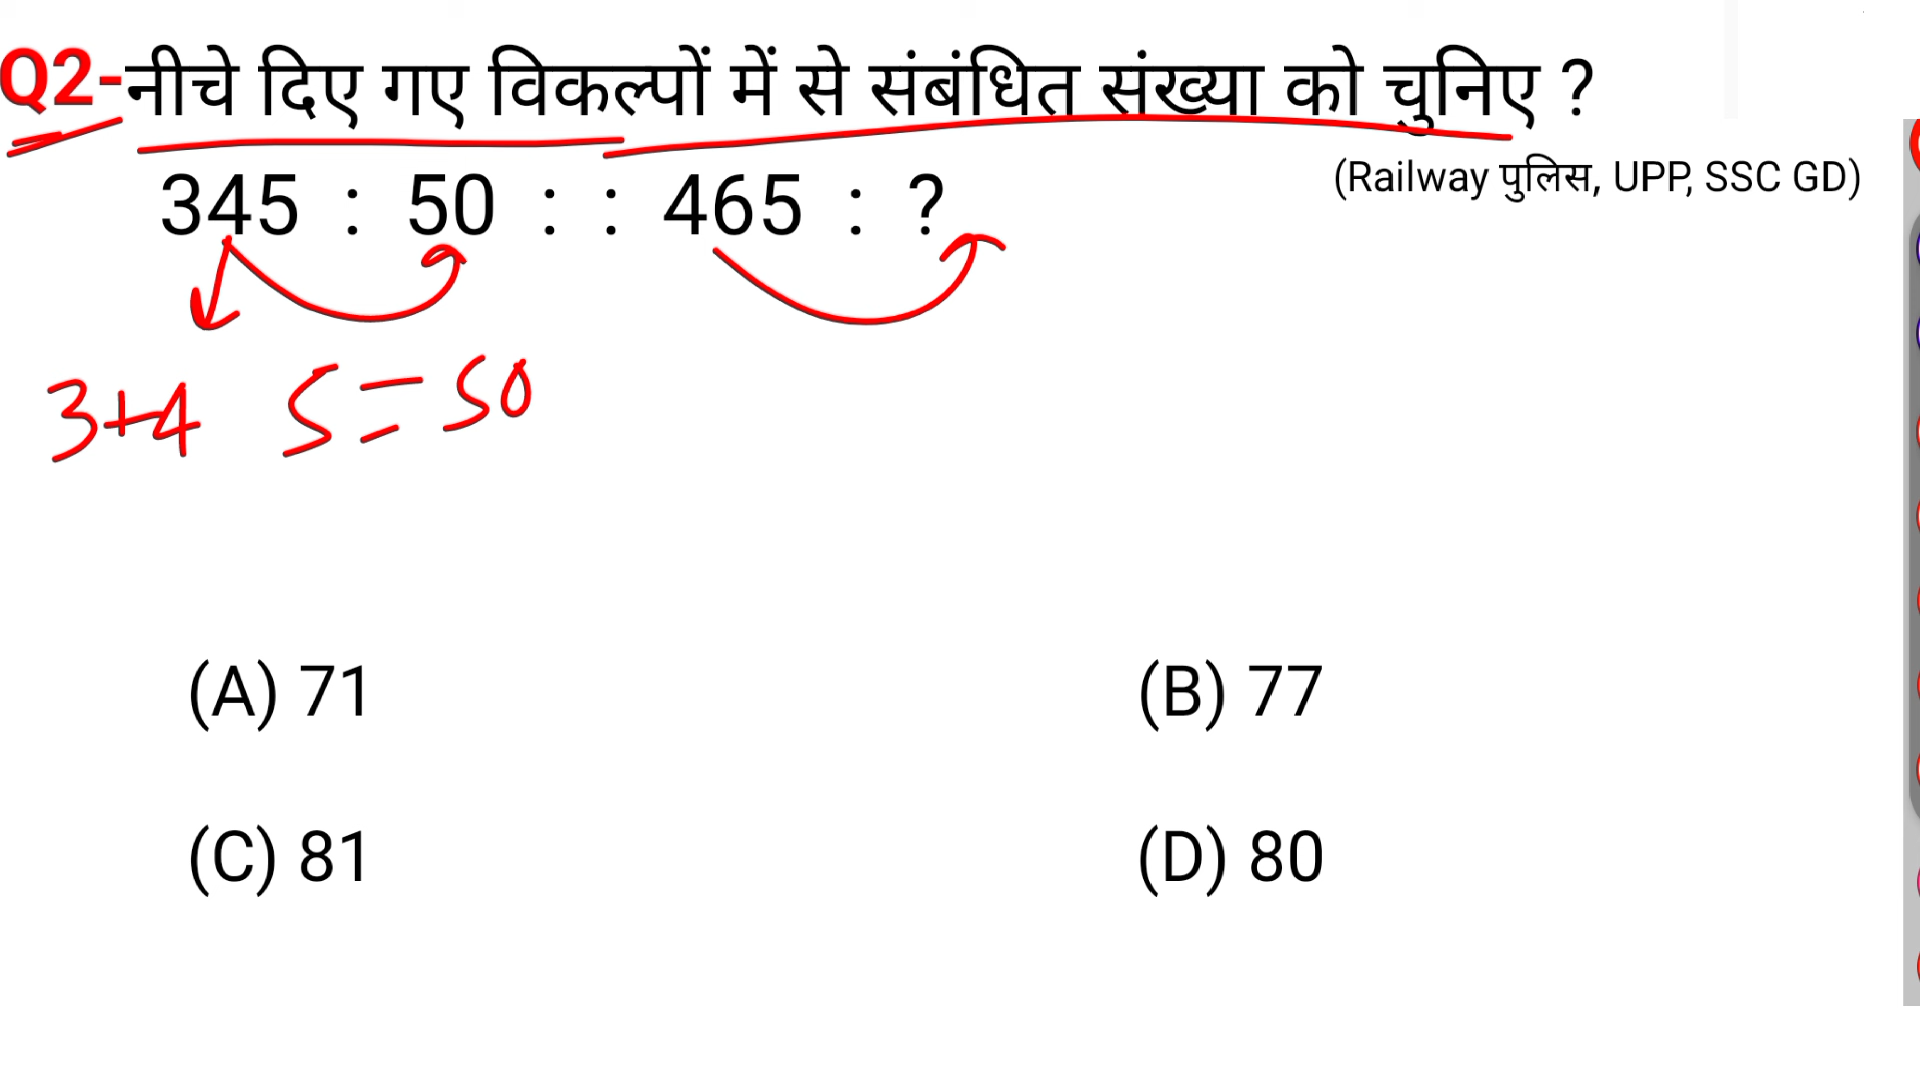 Q2-नीचे दिए गए विकल्पों में से संबंधित संख्या को चुनिए ?
(Railway पुलिस, UPP, SSC GD)
345 : 50 : : 465 : ?
3+4 5=50
(A) 71 (B) 77
(C) 81 (D) 80